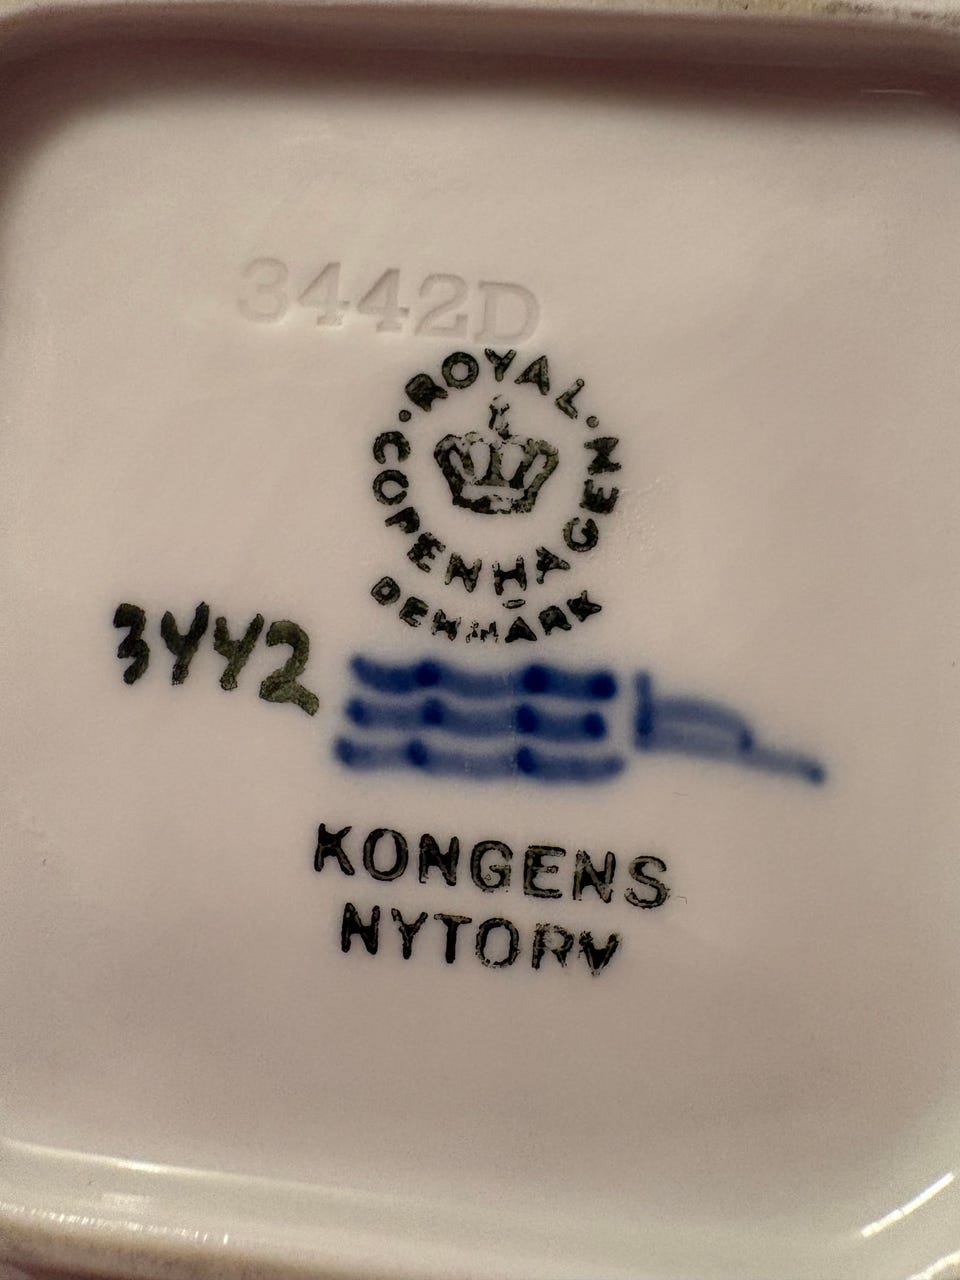 3442D
ROYAL
COPENHAGEN
DENMARK
3442
KONGENS
NYTORV